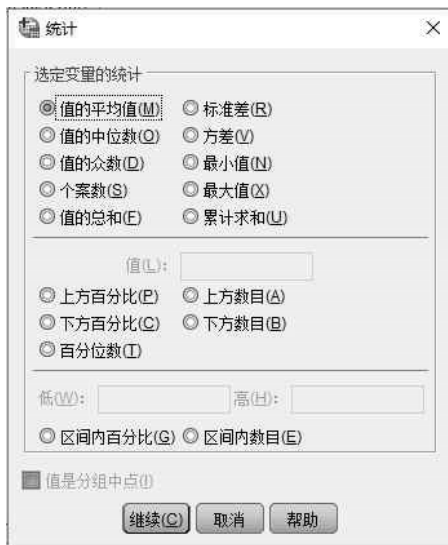 统计
选定变量的统计
值的平均值(M) 标准差(R)
值的中位数(O) 方差(V)
值的众数(D) 最小值(N)
个案数(S) 最大值(X)
值的总和(F) 累计求和(U)
值(L):
上方百分比(P) 上方数目(A)
下方百分比(C) 下方数目(B)
百分位数(T)
低(W): 高(H):
区间内百分比(G) 区间内数目(E)
值是分组中点(I)
继续(C) 取消 帮助